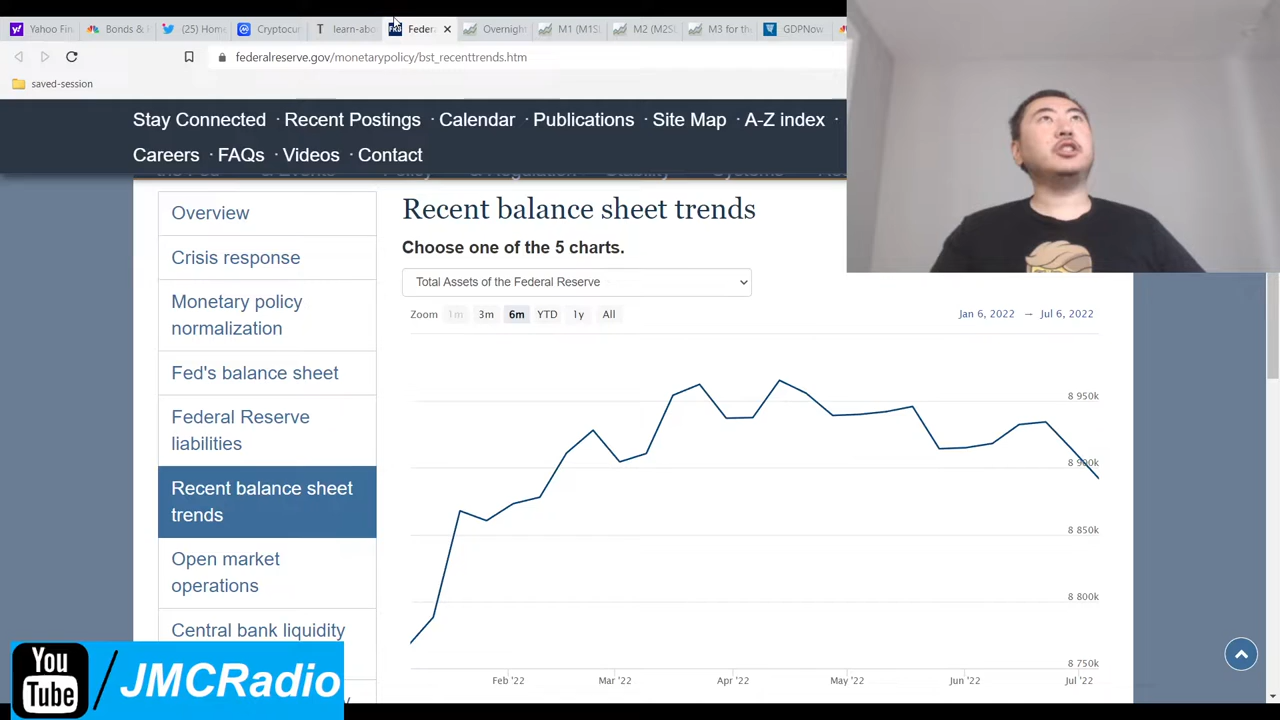 Yahoo Fin
Bonds &
(25) Hom
Cryptocur
learn-abo
Feder
Overnigh
M1 (M1S
M2 (M2S
M3 for th
GDPNow
federalreserve.gov/monetarypolicy/bst_recenttrends.htm
saved-session
Stay Connected · Recent Postings · Calendar · Publications · Site Map · A-Z index ·
Careers · FAQs · Videos · Contact
Overview
Crisis response
Monetary policy
normalization
Fed's balance sheet
Federal Reserve
liabilities
Recent balance sheet
trends
Open market
operations
Central bank liquidity
Recent balance sheet trends
Choose one of the 5 charts.
Total Assets of the Federal Reserve
Zoom 1m 3m 6m YTD 1y All
Jan 6, 2022 → Jul 6, 2022
8 950k
8 900k
8 850k
8 800k
8 750k
Feb '22 Mar '22 Apr '22 May '22 Jun '22 Jul '22
You
Tube
/JMCRadio